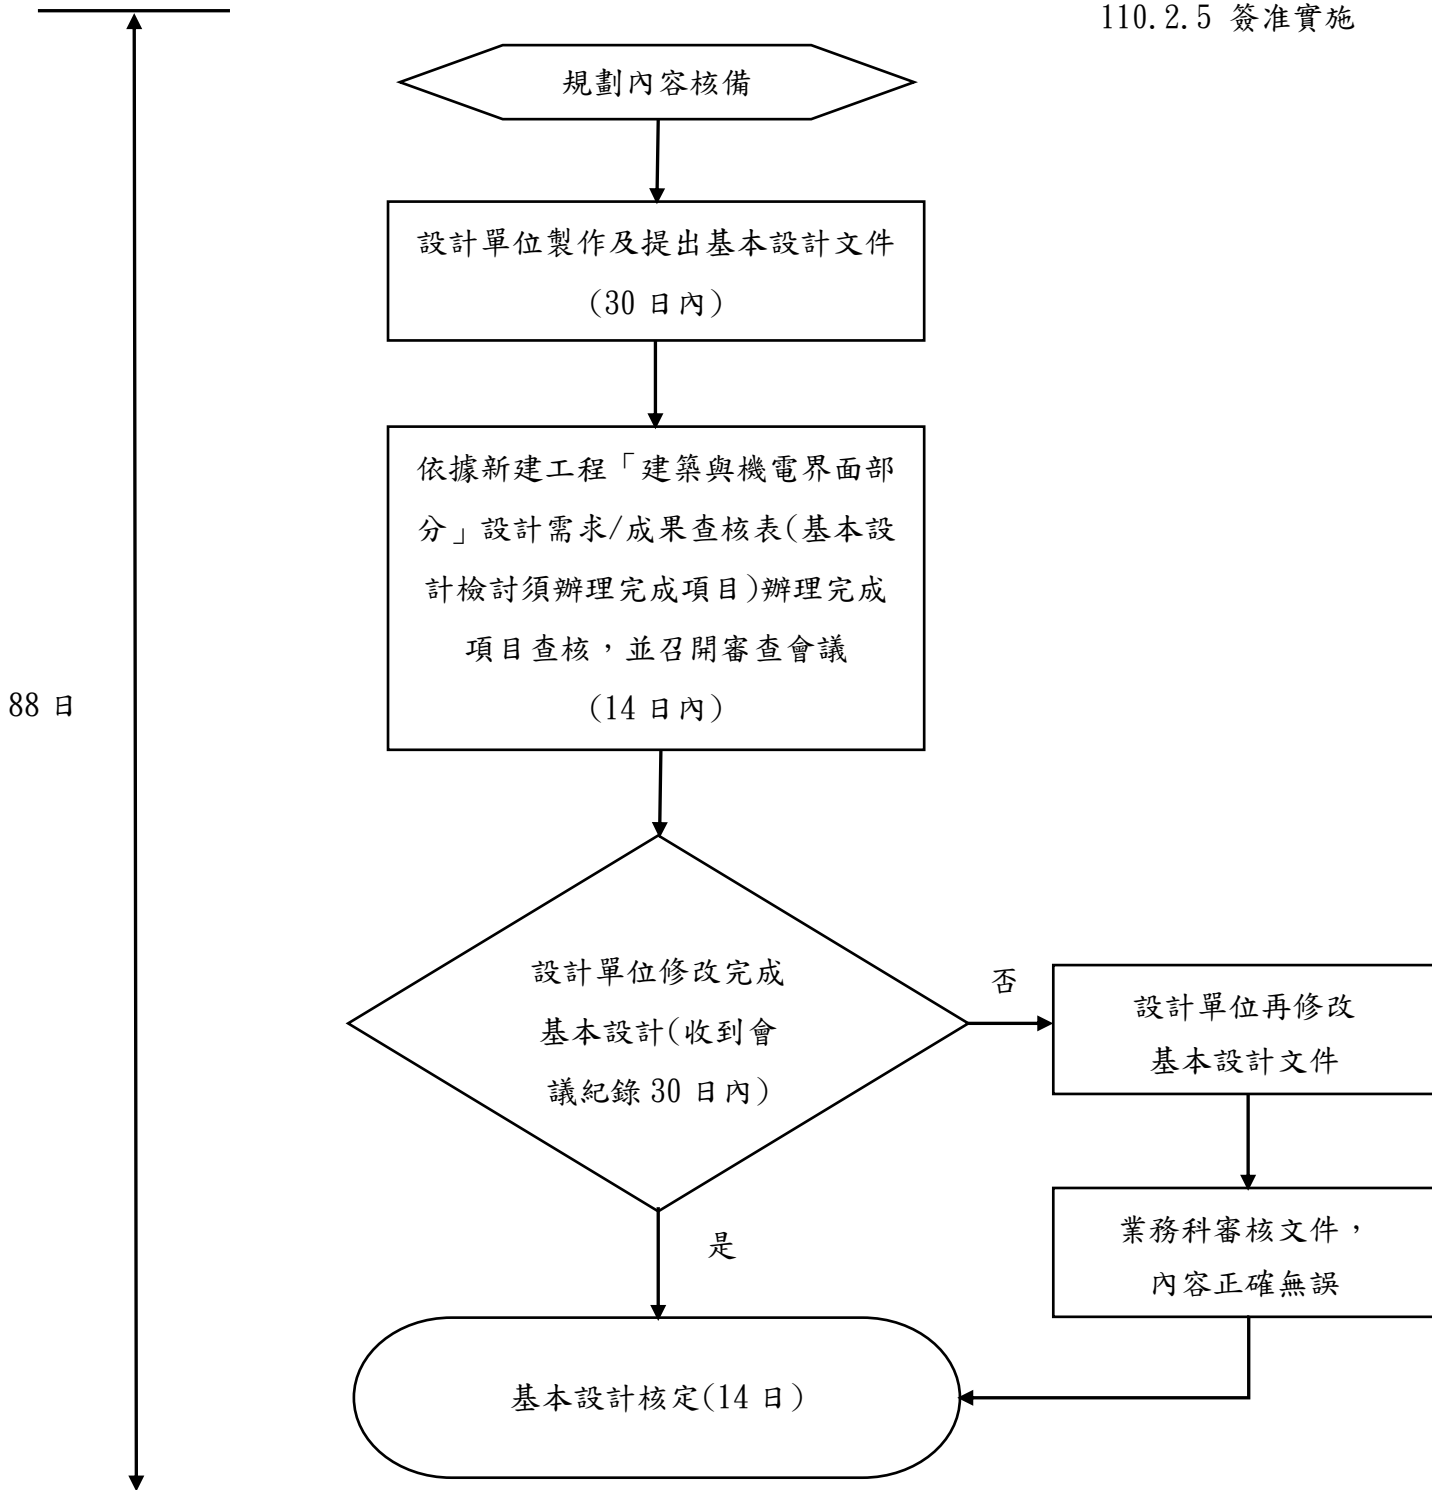 110.2.5 簽准實施
規劃內容核備
設計單位製作及提出基本設計文件
(30 日內)
依據新建工程「建築與機電界面部
分」設計需求/成果查核表(基本設
計檢討須辦理完成項目)辦理完成
項目查核，並召開審查會議
(14 日內)
88 日
設計單位修改完成
基本設計(收到會
議紀錄 30 日內)
否
設計單位再修改
基本設計文件
是
業務科審核文件，
內容正確無誤
基本設計核定(14 日)